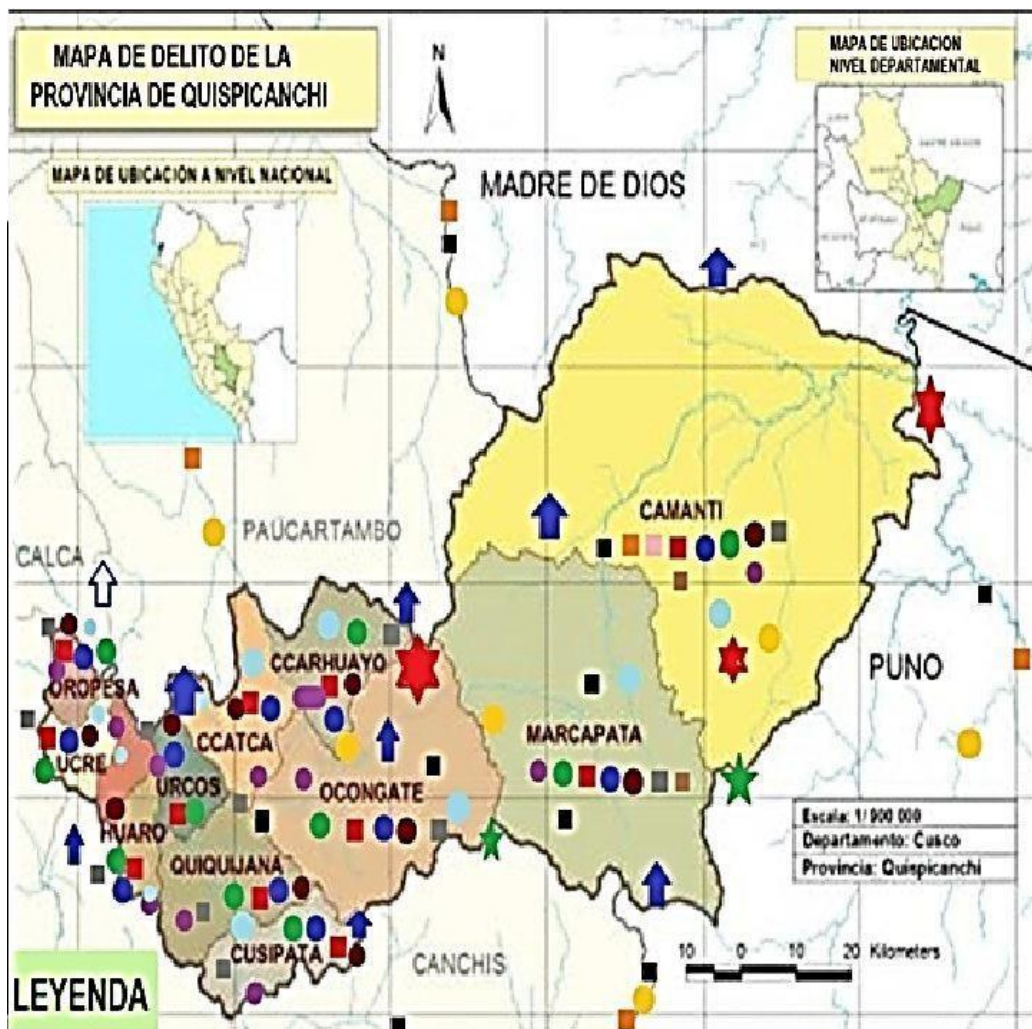 MAPA DE DELITO DE LA
PROVINCIA DE QUISPICANCHI
N
MAPA DE UBICACION
NIVEL DEPARTAMENTAL
MAPA DE UBICACIÓN A NIVEL NACIONAL
MADRE DE DIOS
CAMANTI
PAUCARTAMBO
CALCA
PUNO
CCARHUAYO
OROPESA
MARCAPATA
CCATCA
UCRE
URCOS
OCONGATE
HUARO
Escala: 1/ 900 000
Departamento: Cusco
Provincia: Quispicanchi
QUIQUIJANA
CUSIPATA
CANCHIS
10 0 10 20 Kilometers
LEYENDA